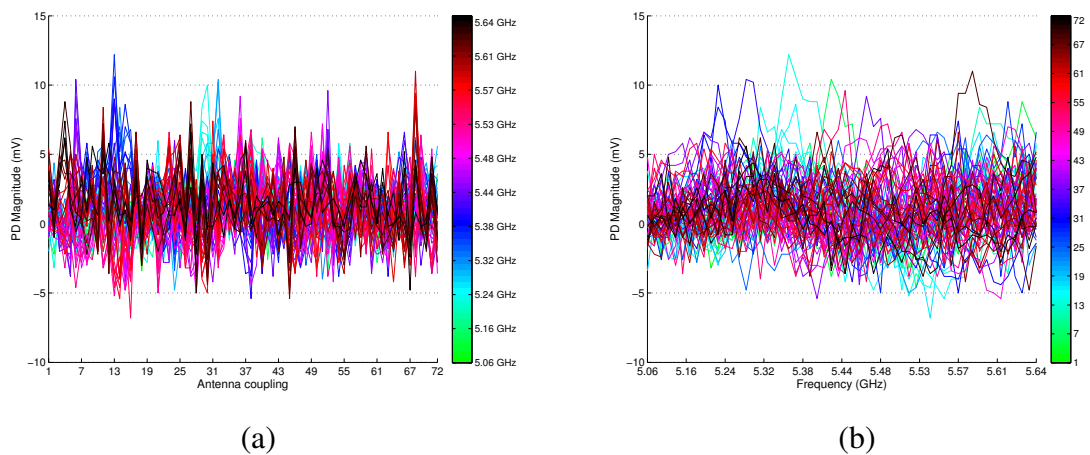 15
10
5
0
−5
−10
PD Magnitude (mV)
1 7 13 19 25 31 37 43 49 55 61 67 72
Antenna coupling
5.64 GHz
5.61 GHz
5.57 GHz
5.53 GHz
5.48 GHz
5.44 GHz
5.38 GHz
5.32 GHz
5.24 GHz
5.16 GHz
5.06 GHz
(a)
15
10
5
0
−5
−10
PD Magnitude (mV)
5.06 5.16 5.24 5.32 5.38 5.44 5.48 5.53 5.57 5.61 5.64
Frequency (GHz)
72
67
61
55
49
43
37
31
25
19
13
7
1
(b)